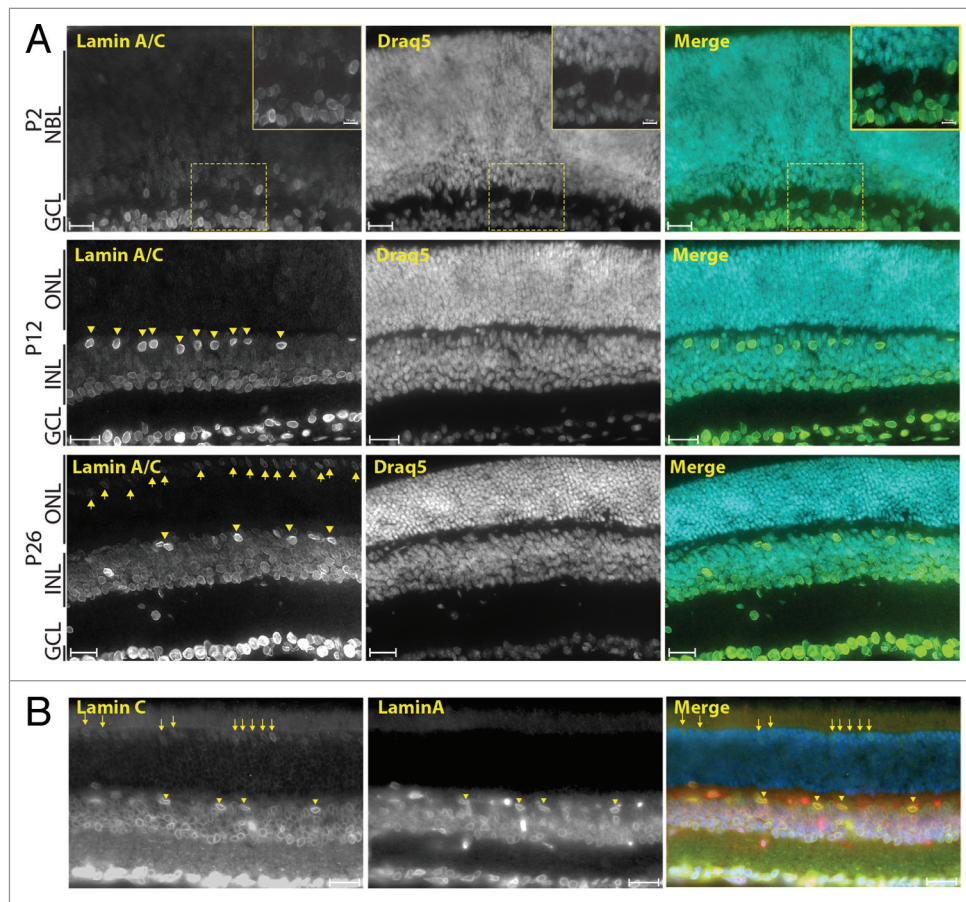 A
Lamin A/C
Draq5
Merge
P2
NBL
GCL
Lamin A/C
Draq5
Merge
P12
ONL
INL
GCL
Lamin A/C
Draq5
Merge
P26
ONL
INL
GCL
B
Lamin C
LaminA
Merge